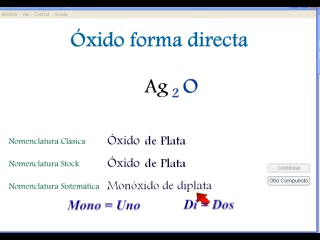 Óxido forma directa
Ag 2 O
Nomenclatura Clásica Óxido de Plata
Nomenclatura Stock Óxido de Plata
Continuar
Nomenclatura Sistemática Monóxido de diplata
Otro Compuesto
Mono = Uno Di = Dos